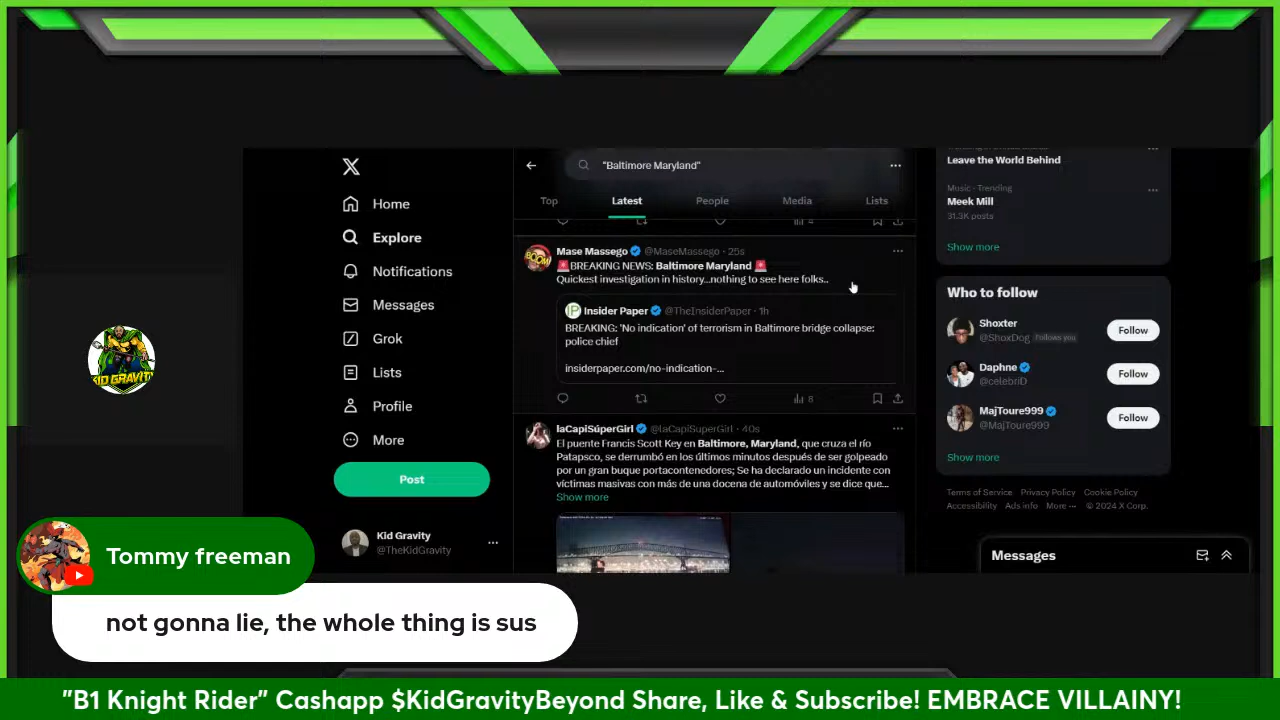 Home
Explore
Notifications
Messages
Grok
Lists
Profile
More
Post
Kid Gravity
@TheKidGravity
"Baltimore Maryland"
Top Latest People Media Lists
4
Mase Massego @MaseMassego · 25s
🚨BREAKING NEWS: Baltimore Maryland 🚨
Quickest investigation in history...nothing to see here folks..
Insider Paper @TheInsiderPaper · 1h
BREAKING: 'No indication' of terrorism in Baltimore bridge collapse:
police chief
insiderpaper.com/no-indication-...
8
laCapiSúperGirl @laCapiSuperGirl · 40s
El puente Francis Scott Key en Baltimore, Maryland, que cruza el río
Patapsco, se derrumbó en los últimos minutos después de ser golpeado
por un gran buque portacontenedores; Se ha declarado un incidente con
víctimas masivas con más de una docena de automóviles y se dice que...
Show more
Leave the World Behind
Music · Trending
Meek Mill
31.3K posts
Show more
Who to follow
Shoxter
@ShoxDog Follows you
Follow
Daphne
@celebriD
Follow
MajToure999
@MajToure999
Follow
Show more
Terms of Service Privacy Policy Cookie Policy
Accessibility Ads info More ··· © 2024 X Corp.
Messages
KID GRAVITY
BOOM
Tommy freeman
not gonna lie, the whole thing is sus
"B1 Knight Rider" Cashapp $KidGravityBeyond Share, Like & Subscribe! EMBRACE VILLAINY!